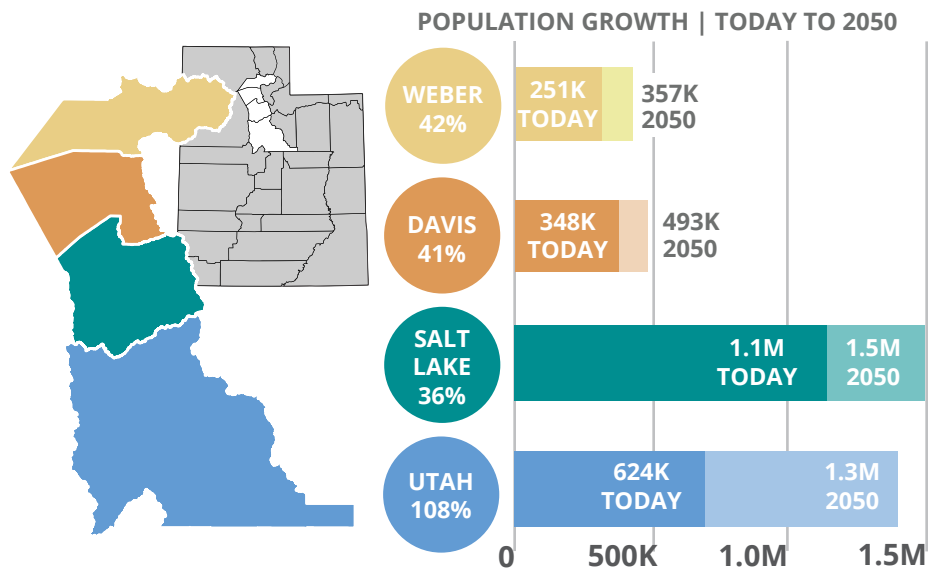 POPULATION GROWTH | TODAY TO 2050
WEBER
42%
251K
TODAY
357K
2050
DAVIS
41%
348K
TODAY
493K
2050
SALT
LAKE
36%
1.1M
TODAY
1.5M
2050
UTAH
108%
624K
TODAY
1.3M
2050
0 500K 1.0M 1.5M